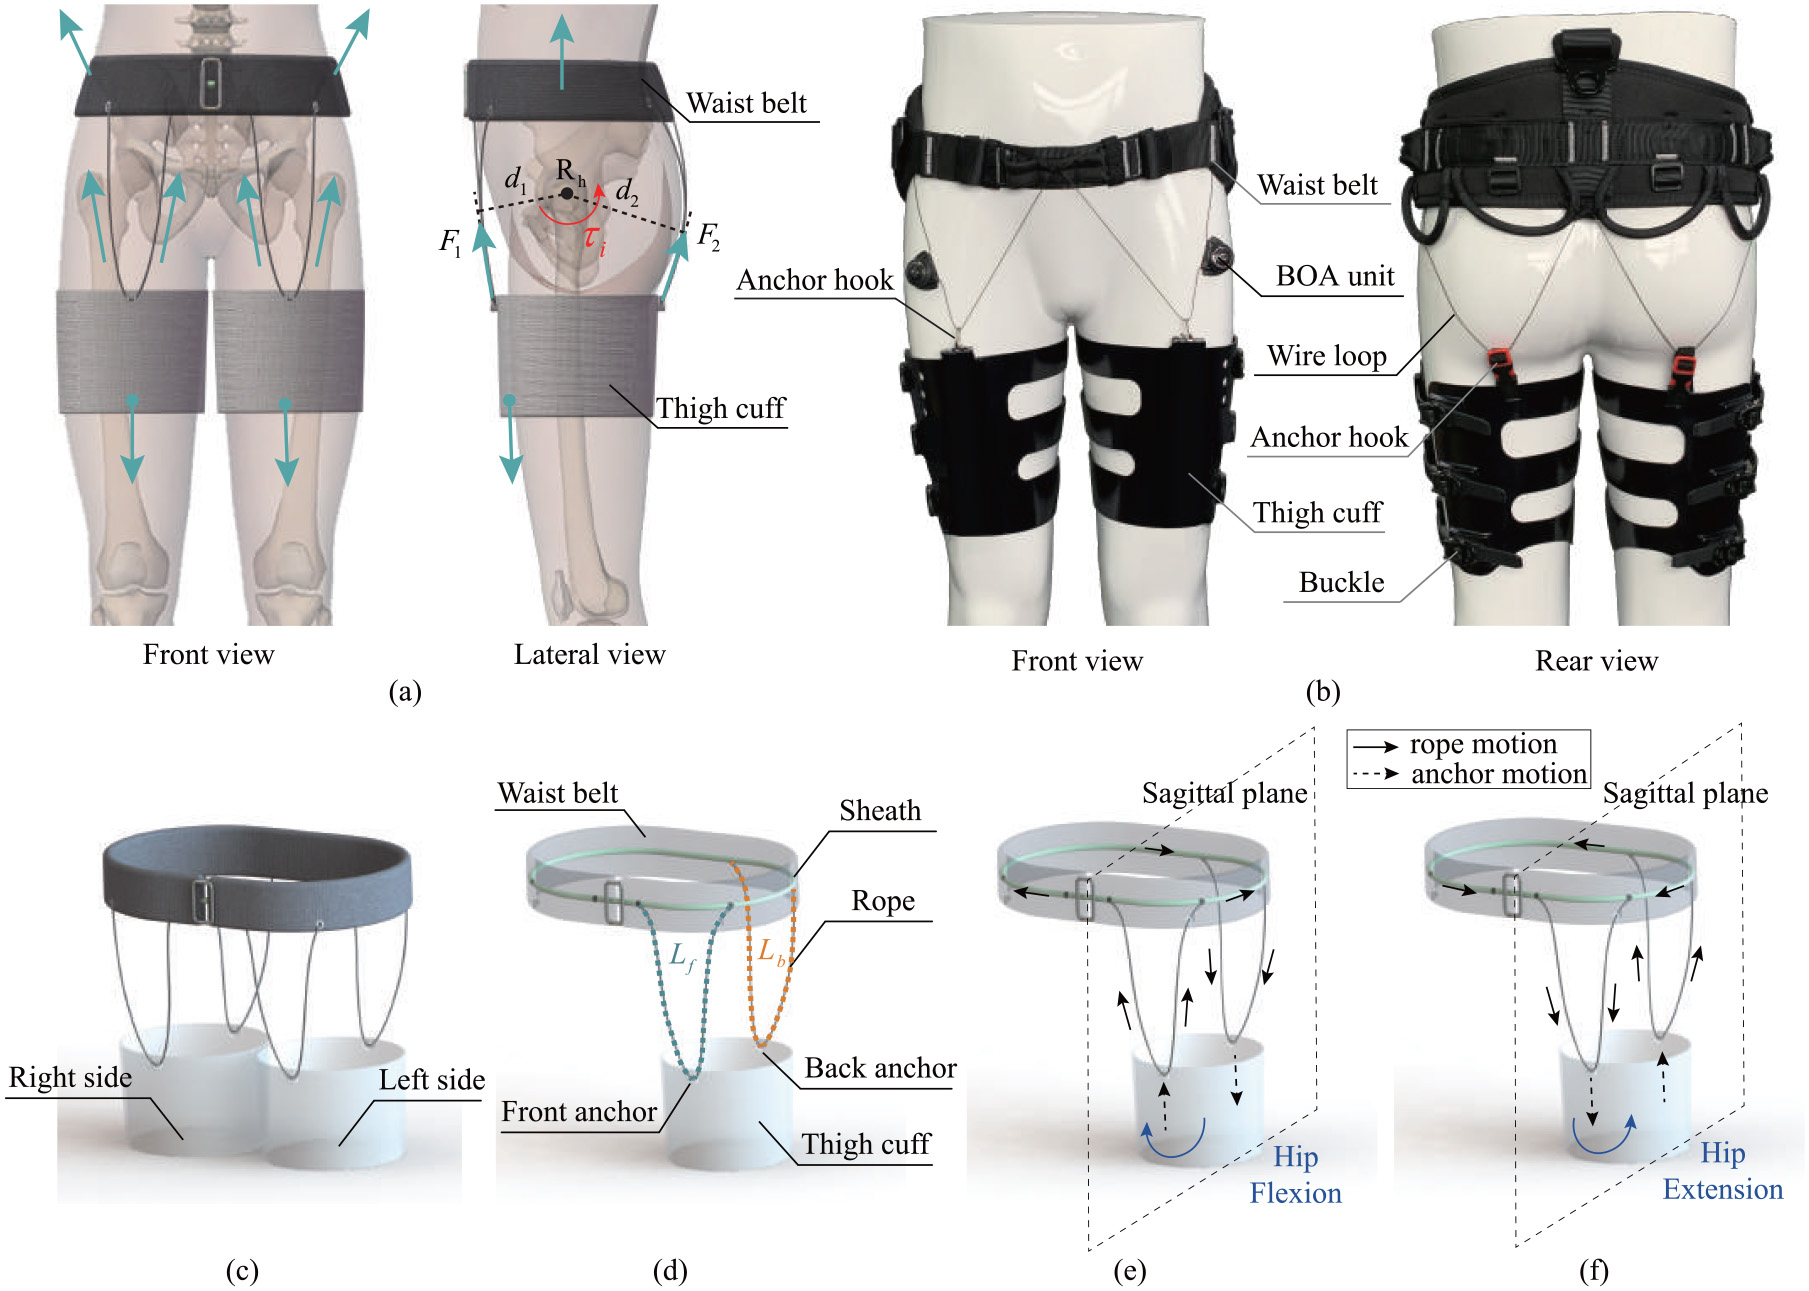 Waist belt
R_h
d_1
d_2
F_1
F_2
τ_i
Thigh cuff
Front view
Lateral view
(a)
Waist belt
Anchor hook
BOA unit
Wire loop
Anchor hook
Thigh cuff
Buckle
Front view
Rear view
(b)
Right side
Left side
(c)
Waist belt
Sheath
Rope
L_f
L_b
Back anchor
Front anchor
Thigh cuff
(d)
Sagittal plane
Hip
Flexion
(e)
rope motion
anchor motion
Sagittal plane
Hip
Extension
(f)